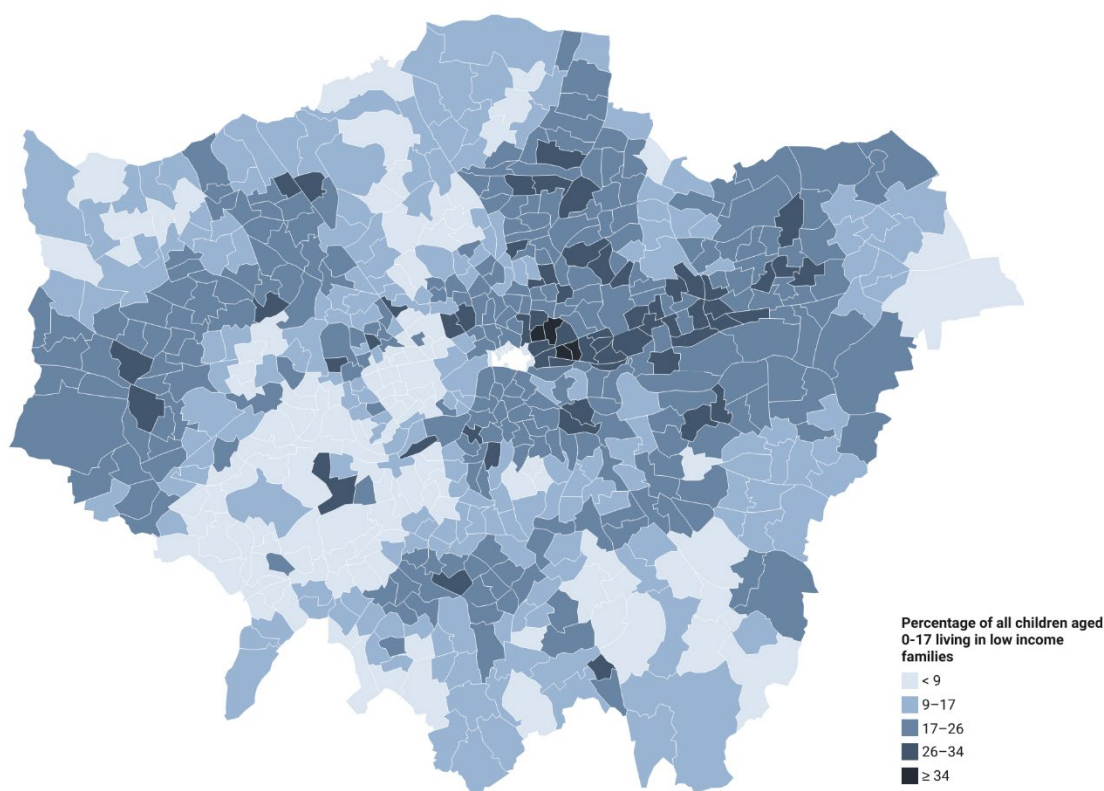 Percentage of all children aged
0-17 living in low income
families
< 9
9–17
17–26
26–34
≥ 34